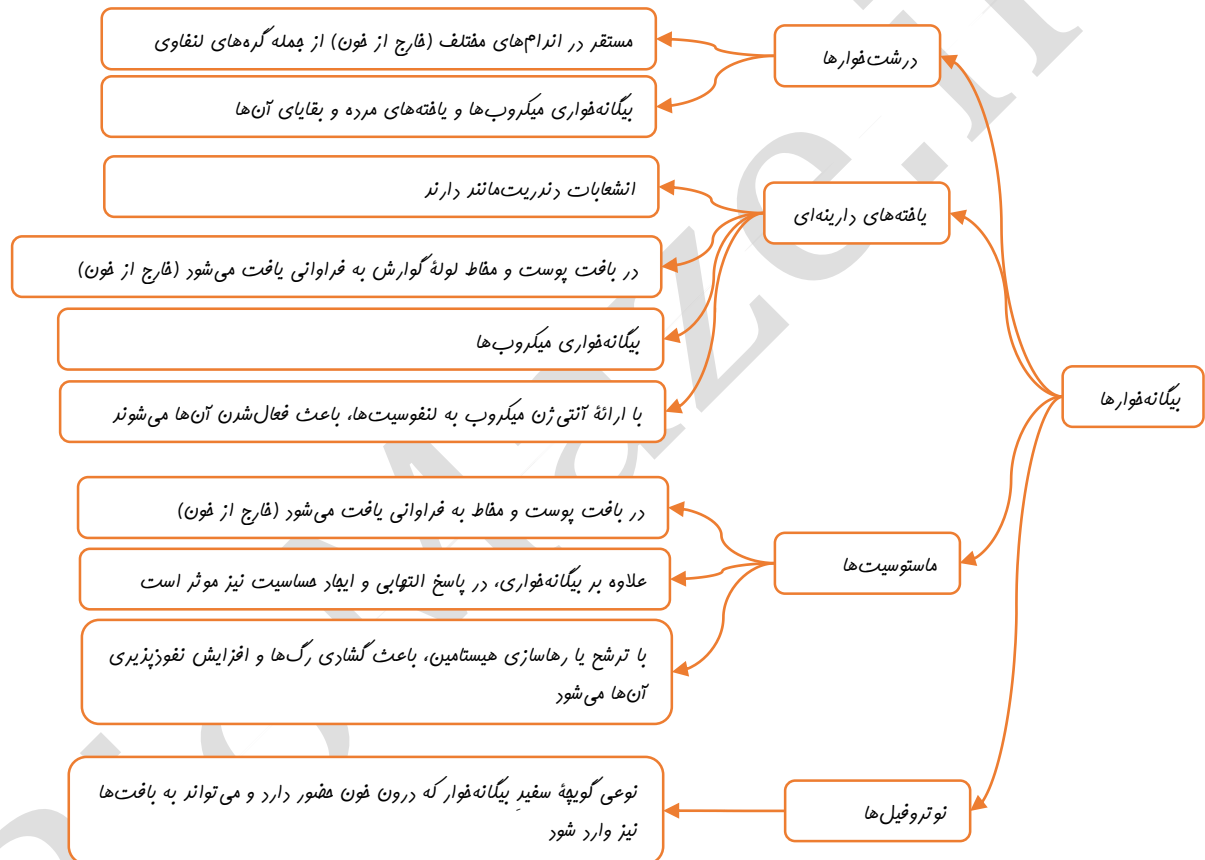 بیگانه‌خوارها
درشت‌خوارها
مستقر در اندام‌های مختلف (خارج از خون) از جمله گره‌های لنفاوی
بیگانه‌خواری میکروب‌ها و یاخته‌های مرده و بقایای آن‌ها
یاخته‌های دارینه‌ای
انشعابات دندریت‌مانند دارند
در بافت پوست و مخاط لولهٔ گوارش به فراوانی یافت می‌شود (خارج از خون)
بیگانه‌خواری میکروب‌ها
با ارائهٔ آنتی‌ژن میکروب به لنفوسیت‌ها، باعث فعال‌شدن آن‌ها می‌شوند
ماستوسیت‌ها
در بافت پوست و مخاط به فراوانی یافت می‌شود (خارج از خون)
علاوه بر بیگانه‌خواری، در پاسخ التهابی و ایجاد حساسیت نیز موثر است
با ترشح یا رهاسازی هیستامین، باعث گشادی رگ‌ها و افزایش نفوذپذیری
آن‌ها می‌شود
نوتروفیل‌ها
نوعی گویچهٔ سفیدِ بیگانه‌خوار که درون خون حضور دارد و می‌تواند به بافت‌ها
نیز وارد شود